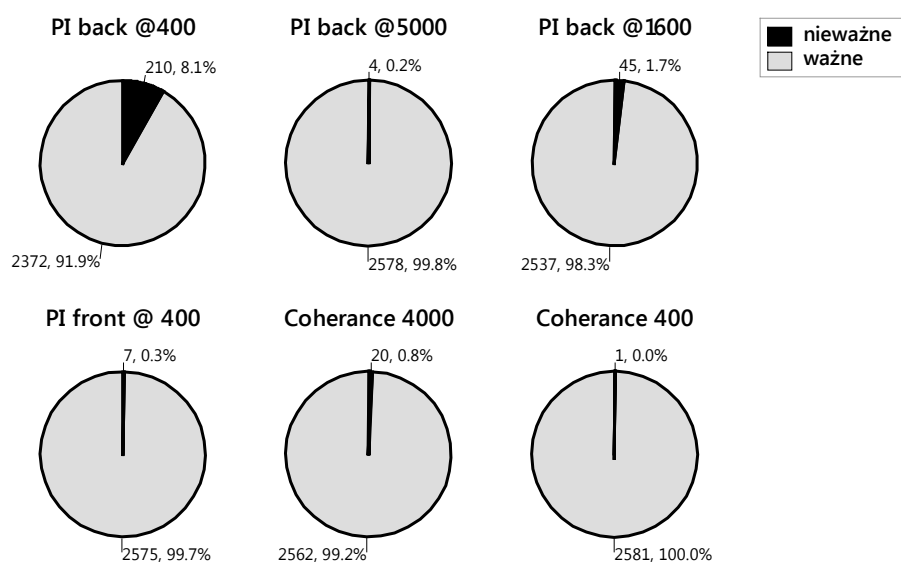 PI back @400
PI back @5000
PI back @1600
nieważne
ważne
210, 8.1%
4, 0.2%
45, 1.7%
2372, 91.9%
2578, 99.8%
2537, 98.3%
PI front @ 400
Coherance 4000
Coherance 400
7, 0.3%
20, 0.8%
1, 0.0%
2575, 99.7%
2562, 99.2%
2581, 100.0%